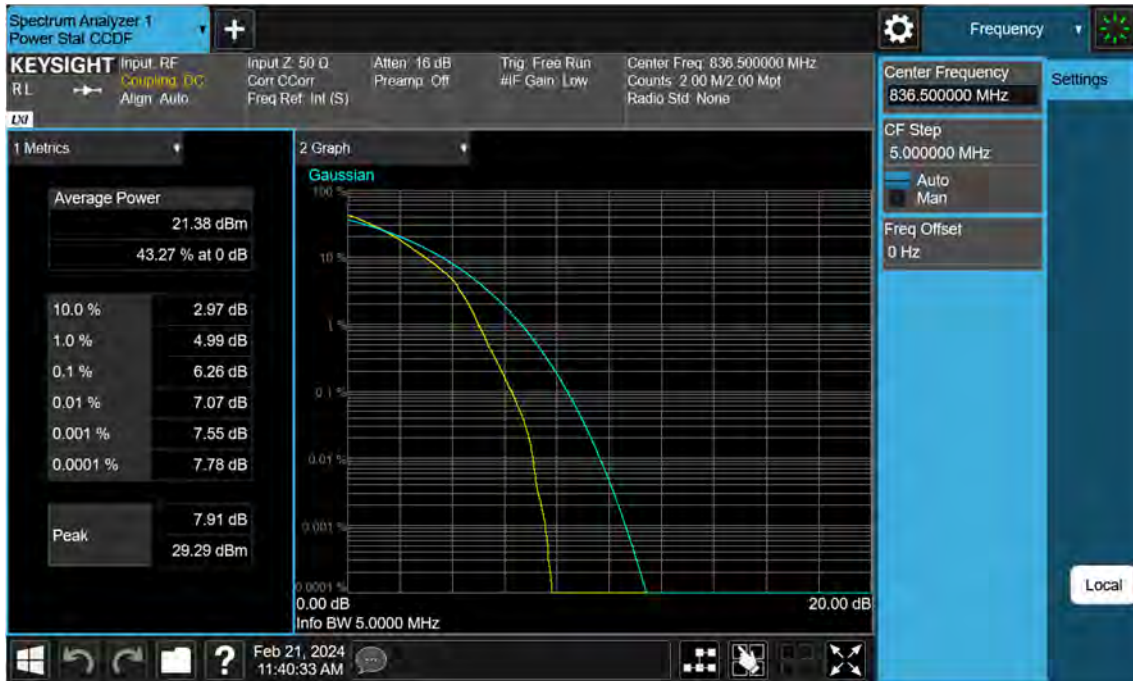 Spectrum Analyzer 1
Power Stat CCDF
+
Frequency
KEYSIGHT
RL
LXI
Input: RF
Coupling: DC
Align: Auto
Input Z: 50 Ω
Corr CCorr
Freq Ref: Int (S)
Atten: 16 dB
Preamp: Off
Trig: Free Run
#IF Gain: Low
Center Freq: 836.500000 MHz
Counts: 2.00 M/2.00 Mpt
Radio Std: None
Center Frequency
836.500000 MHz
Settings
CF Step
5.000000 MHz
Auto
Man
Freq Offset
0 Hz
Local
1 Metrics
Average Power
21.38 dBm
43.27 % at 0 dB
10.0 % 2.97 dB
1.0 % 4.99 dB
0.1 % 6.26 dB
0.01 % 7.07 dB
0.001 % 7.55 dB
0.0001 % 7.78 dB
Peak 7.91 dB
29.29 dBm
2 Graph
Gaussian
100 %
10 %
1 %
0.1 %
0.01 %
0.001 %
0.0001 %
0.00 dB 20.00 dB
Info BW 5.0000 MHz
?
Feb 21, 2024
11:40:33 AM